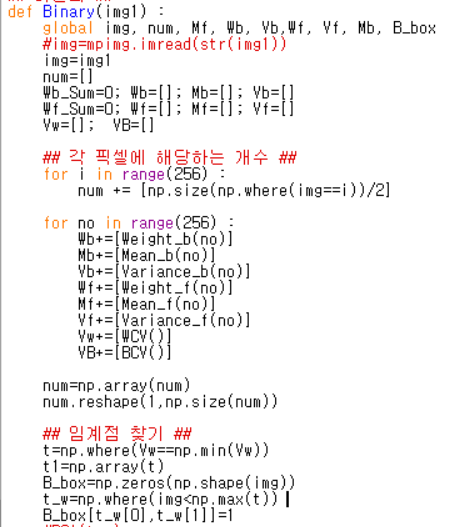 def Binary(img1) :
global img, num, Mf, Wb, Vb,Wf, Vf, Mb, B_box
#img=mpimg.imread(str(img1))
img=img1
num=[]
Wb_Sum=0; Wb=[]; Mb=[]; Vb=[]
Wf_Sum=0; Wf=[]; Mf=[]; Vf=[]
Vw=[]; VB=[]
## 각 픽셀에 해당하는 개수 ##
for i in range(256) :
num += [np.size(np.where(img==i))/2]
for no in range(256) :
Wb+=[Weight_b(no)]
Mb+=[Mean_b(no)]
Vb+=[Variance_b(no)]
Wf+=[Weight_f(no)]
Mf+=[Mean_f(no)]
Vf+=[Variance_f(no)]
Vw+=[WCV()]
VB+=[BCV()]
num=np.array(num)
num.reshape(1,np.size(num))
## 임계점 찾기 ##
t=np.where(Vw==np.min(Vw))
t1=np.array(t)
B_box=np.zeros(np.shape(img))
t_w=np.where(img<np.max(t))
B_box[t_w[0],t_w[1]]=1